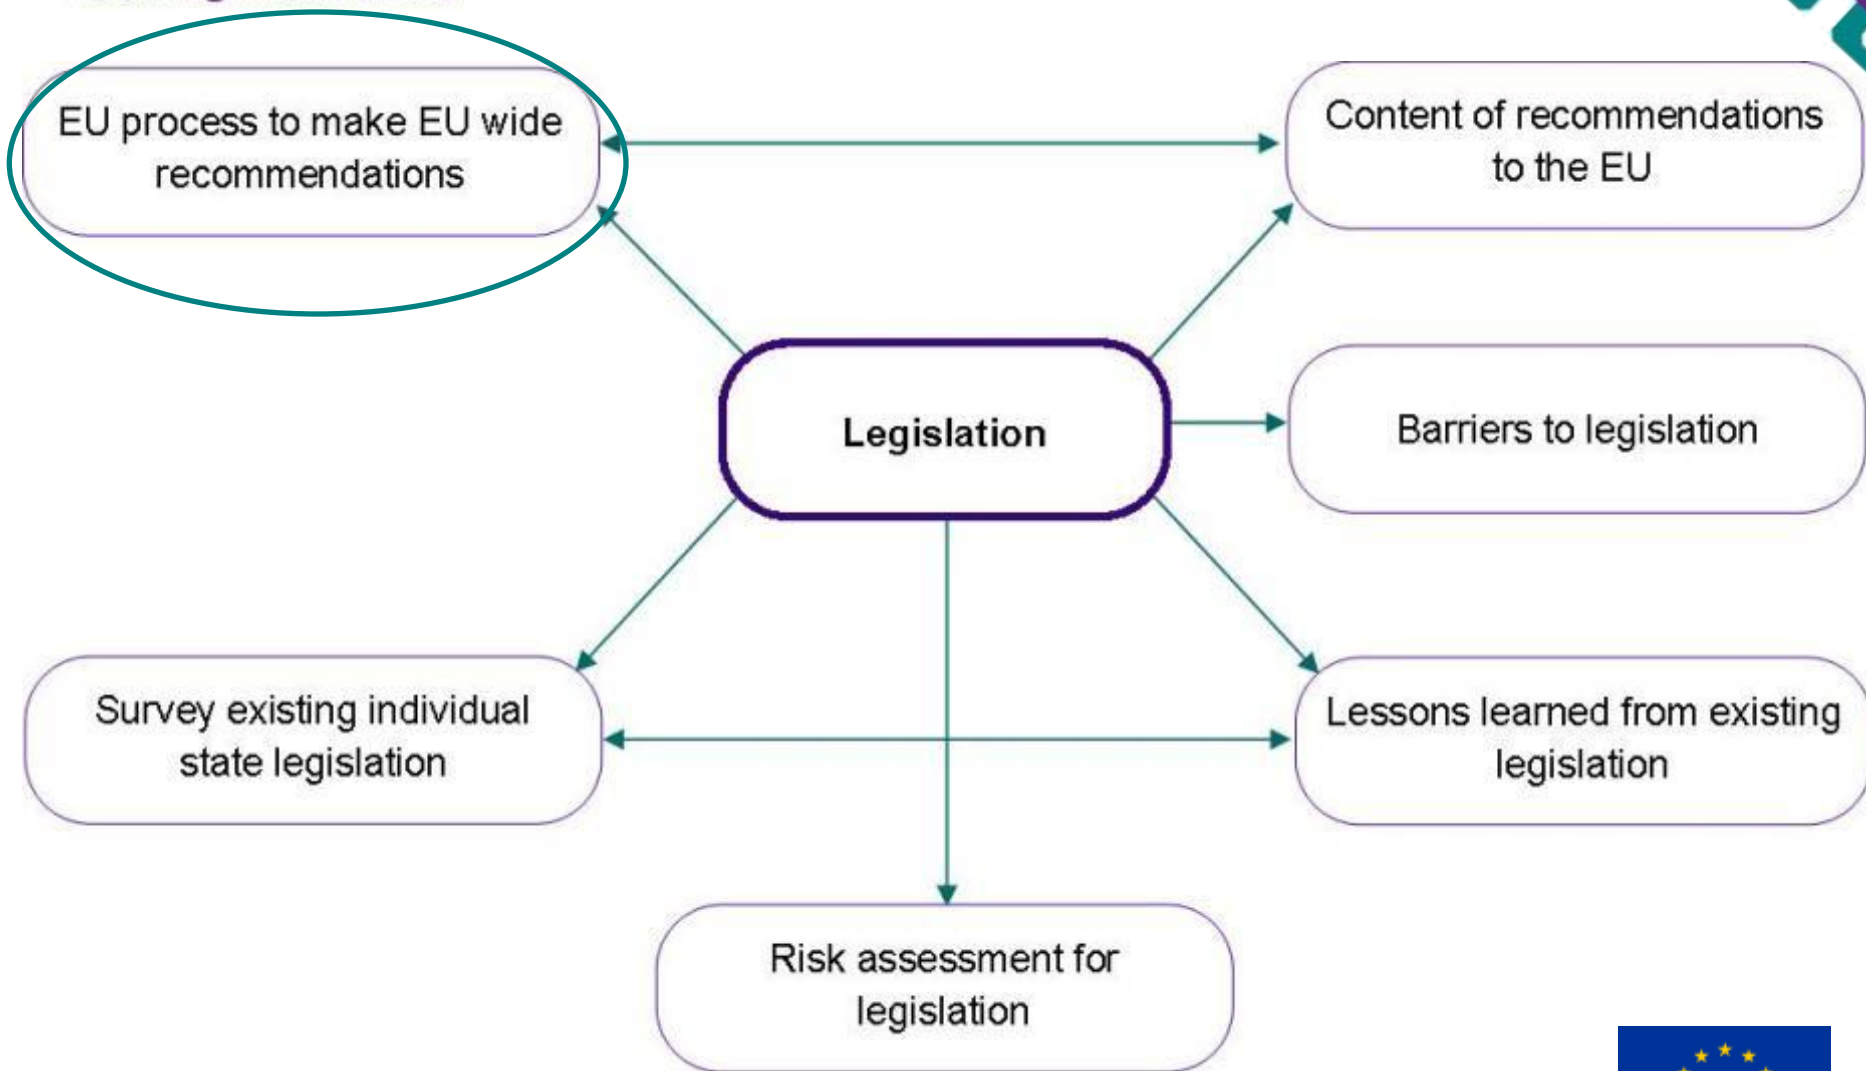 EU process to make EU wide
recommendations
Content of recommendations
to the EU
Legislation
Barriers to legislation
Survey existing individual
state legislation
Lessons learned from existing
legislation
Risk assessment for
legislation